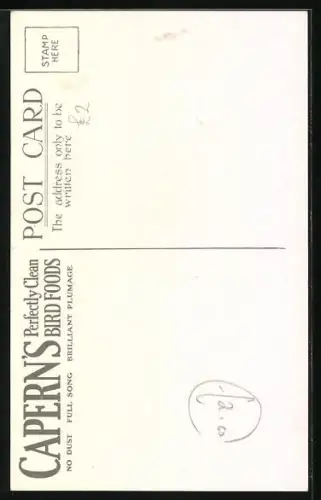 CAPERN'S
Perfectly Clean
BIRD FOODS
NO DUST FULL SONG BRILLIANT PLUMAGE
POST CARD
The address only to be
written here
STAMP
HERE
£2